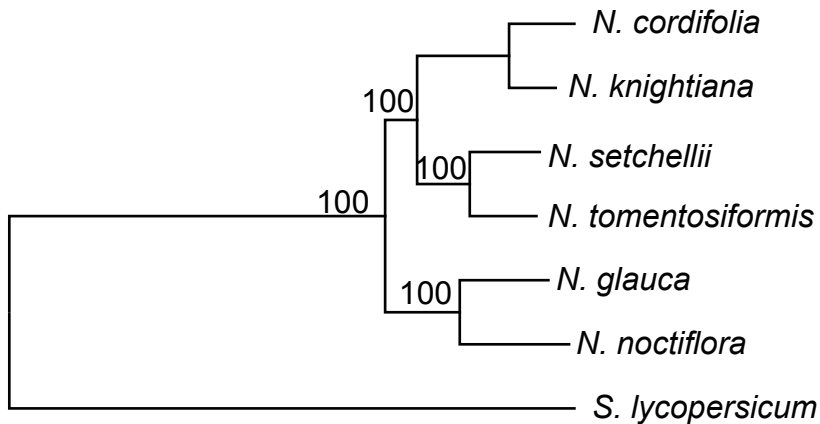 N. cordifolia
N. knightiana
100
N. setchellii
100
N. tomentosiformis
100
N. glauca
100
N. noctiflora
S. lycopersicum